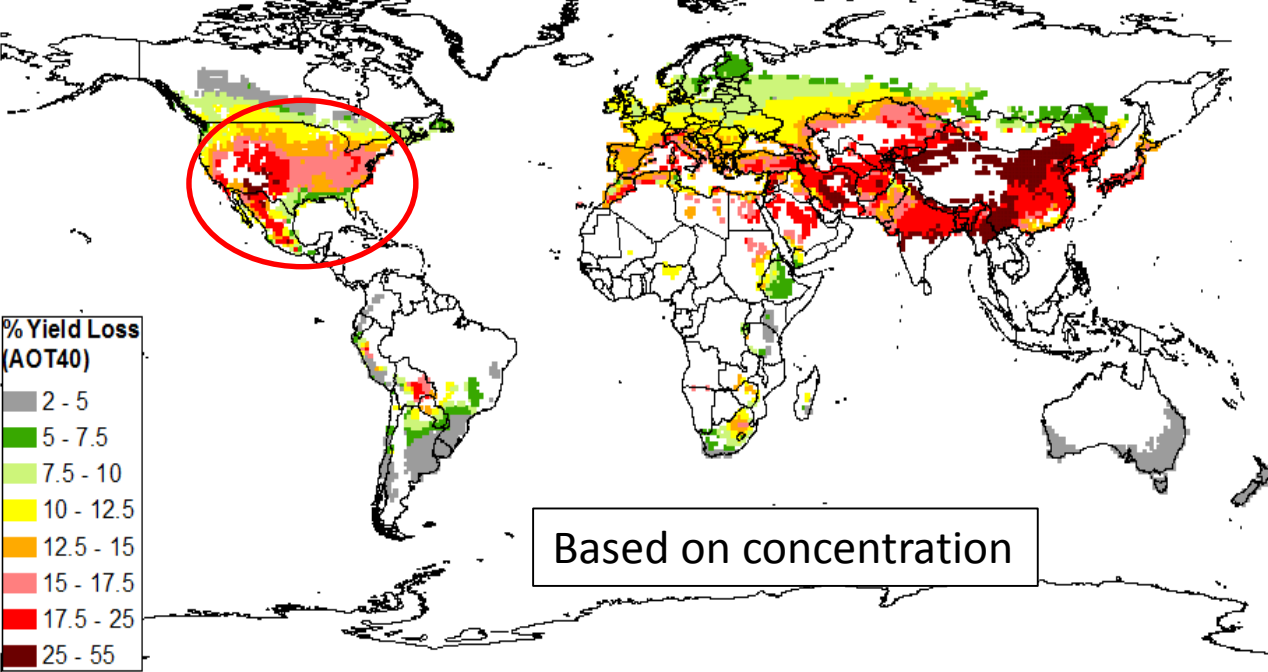 % Yield Loss
(AOT40)
2 - 5
5 - 7.5
7.5 - 10
10 - 12.5
12.5 - 15
15 - 17.5
17.5 - 25
25 - 55
Based on concentration